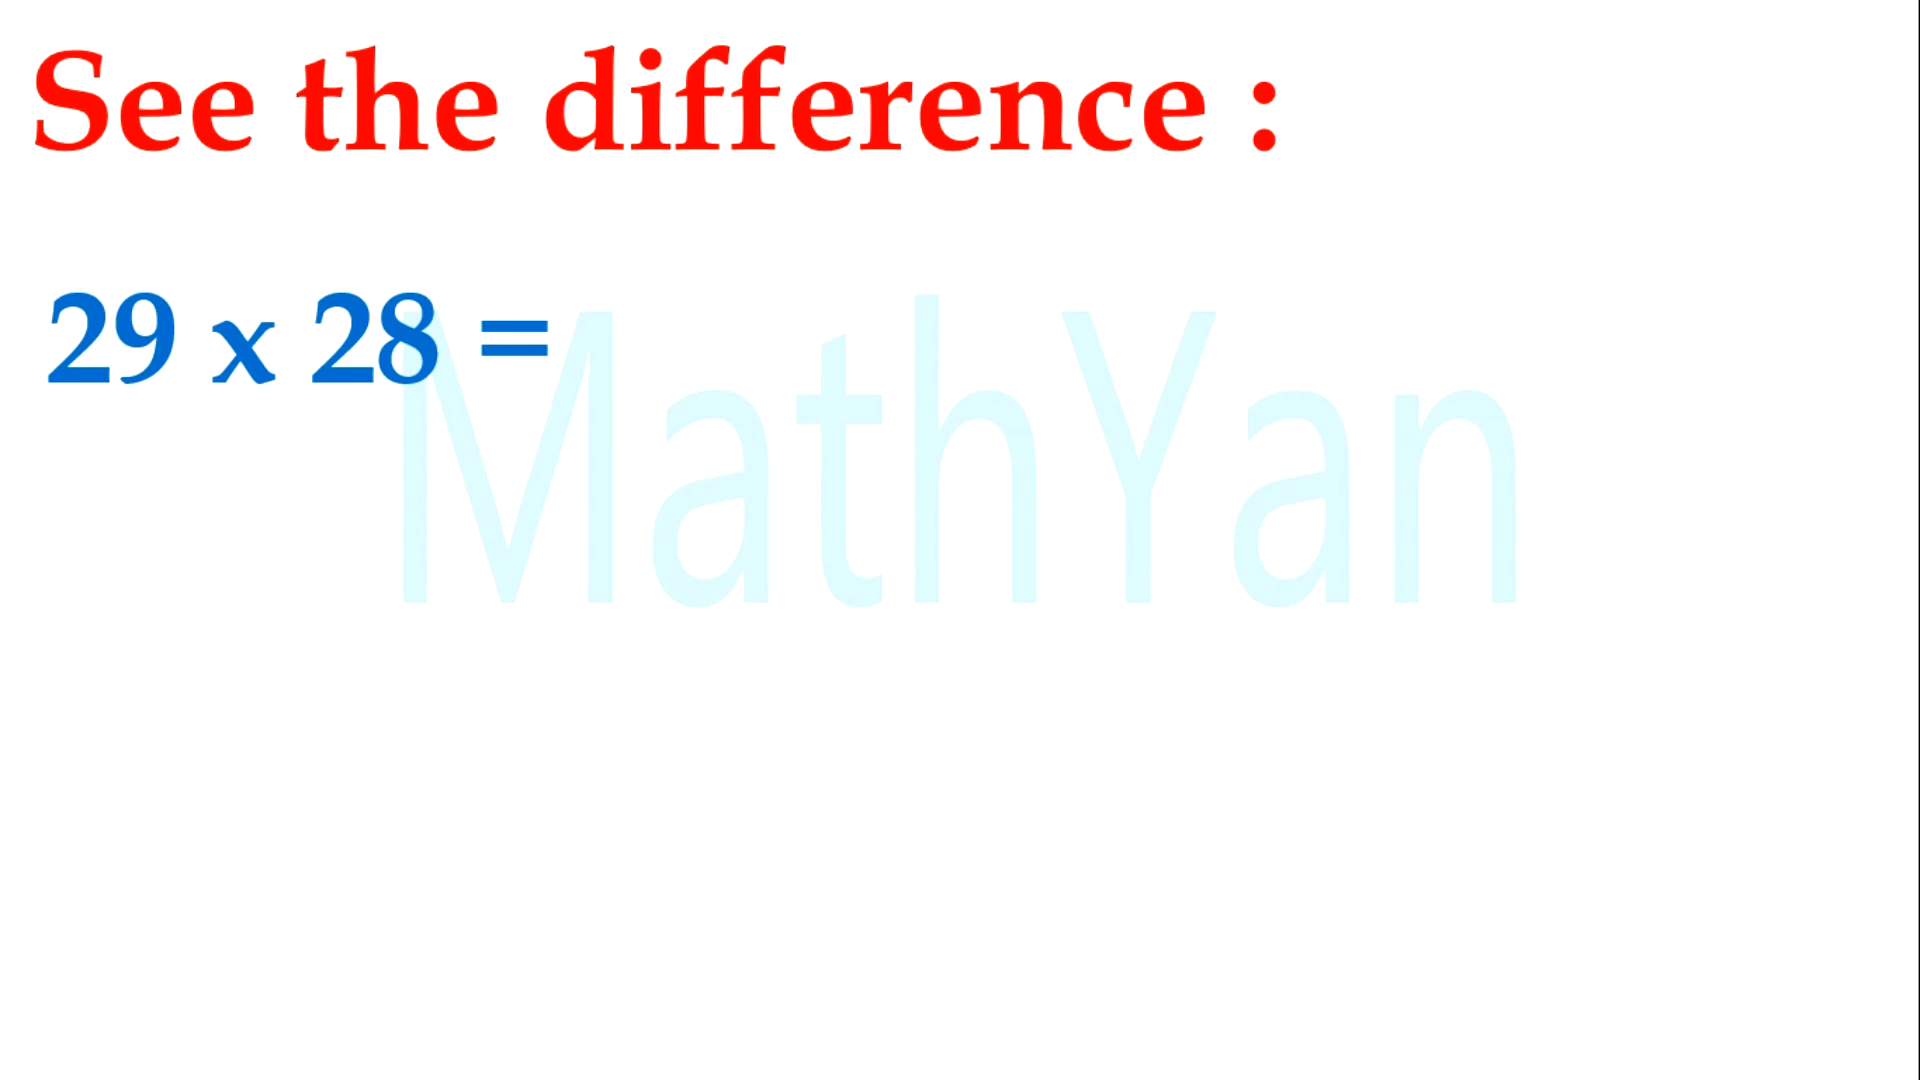 See the difference :
29 x 28 =
MathYan